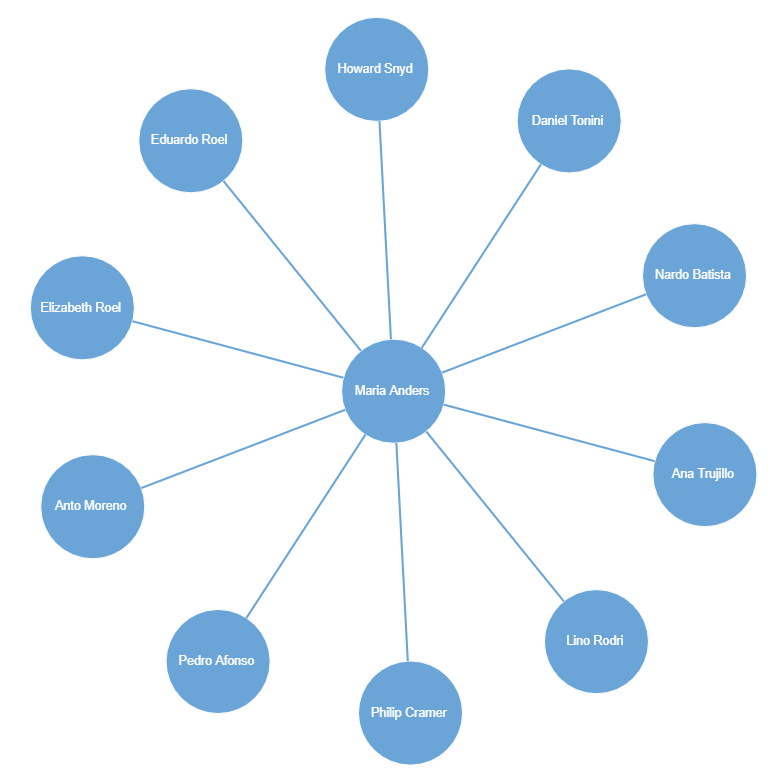 Howard Snyd
Daniel Tonini
Eduardo Roel
Nardo Batista
Elizabeth Roel
Maria Anders
Ana Trujillo
Anto Moreno
Lino Rodri
Pedro Afonso
Philip Cramer